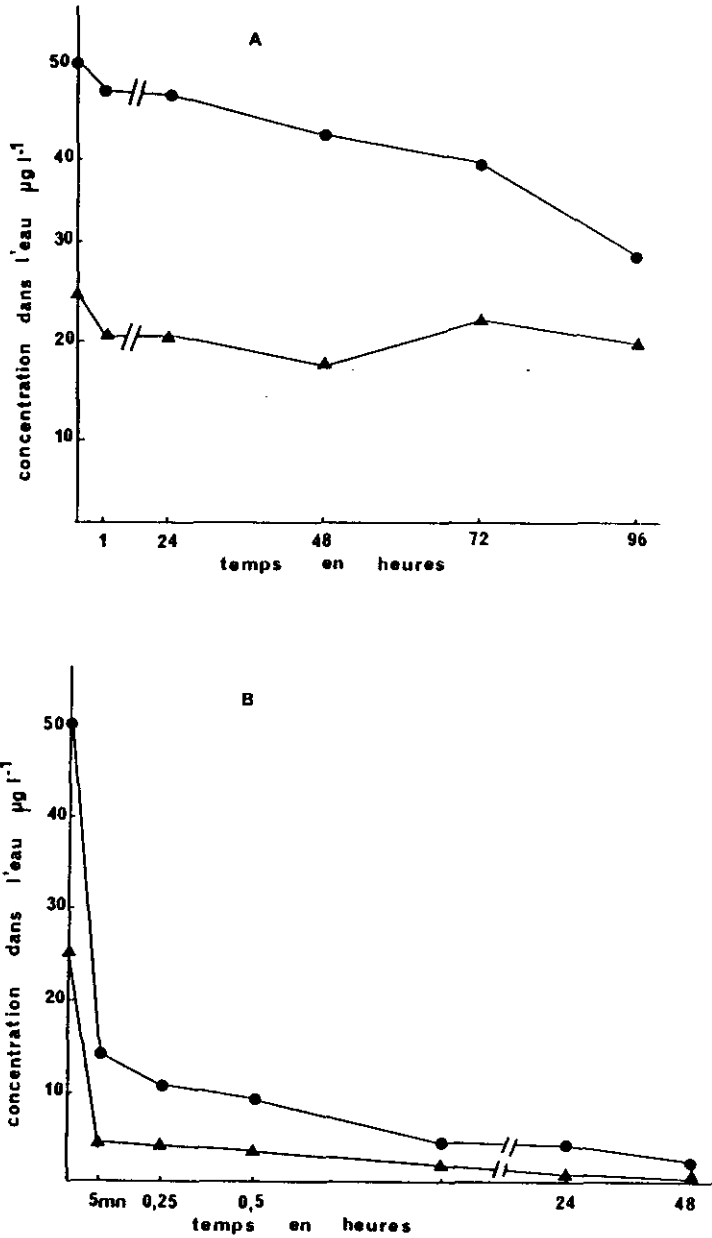 A
50
40
30
20
10
concentration dans l'eau µg l⁻¹
1 24 48 72 96
temps en heures
B
50
40
30
20
10
concentration dans l'eau µg l⁻¹
5mn 0,25 0,5 24 48
temps en heures